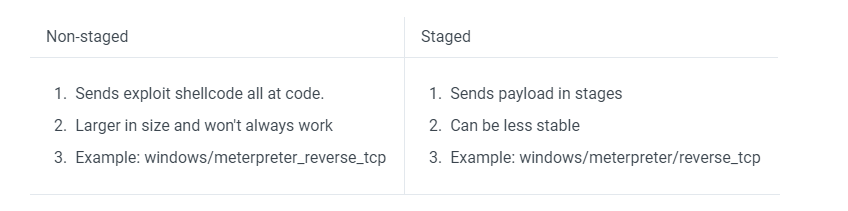 Non-staged
Staged
1. Sends exploit shellcode all at code.
2. Larger in size and won't always work
3. Example: windows/meterpreter_reverse_tcp
1. Sends payload in stages
2. Can be less stable
3. Example: windows/meterpreter/reverse_tcp